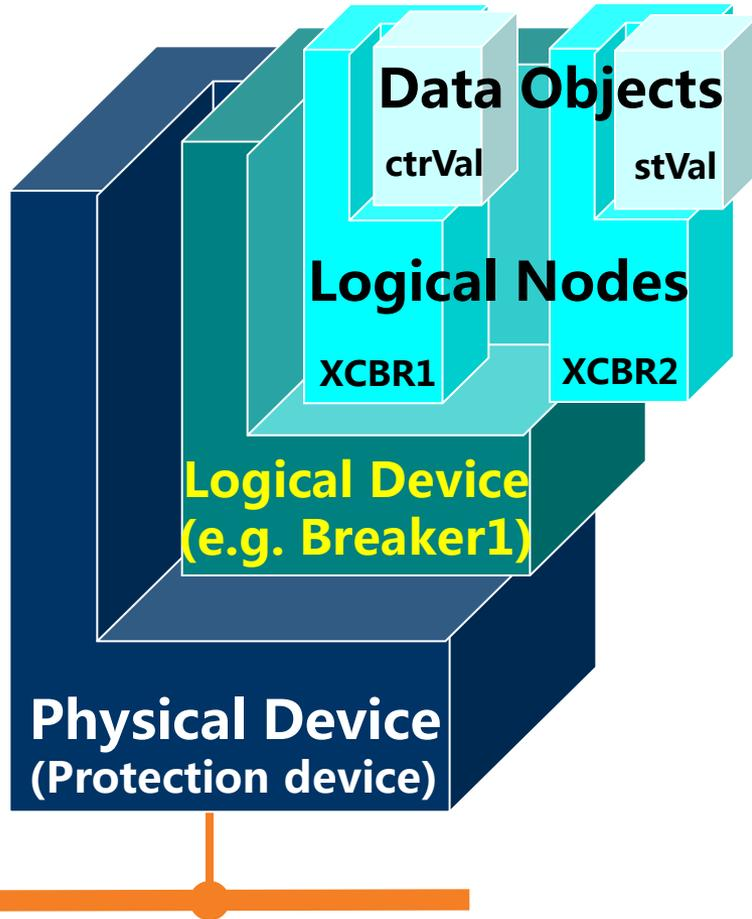 Data Objects
ctrVal
stVal
Logical Nodes
XCBR1
XCBR2
Logical Device
(e.g. Breaker1)
Physical Device
(Protection device)